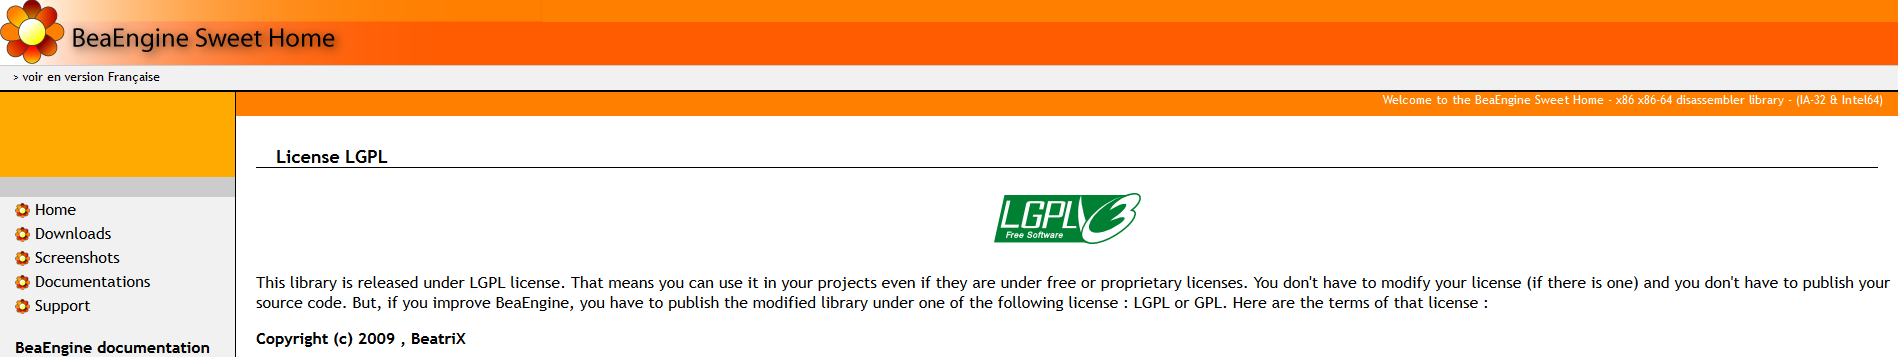 BeaEngine Sweet Home
> voir en version Française
Welcome to the BeaEngine Sweet Home - x86 x86-64 disassembler library - (IA-32 & Intel64)
License LGPL
LGPL3
Free Software
Home
Downloads
Screenshots
Documentations
Support
BeaEngine documentation
This library is released under LGPL license. That means you can use it in your projects even if they are under free or proprietary licenses. You don't have to modify your license (if there is one) and you don't have to publish your
source code. But, if you improve BeaEngine, you have to publish the modified library under one of the following license : LGPL or GPL. Here are the terms of that license :
Copyright (c) 2009 , BeatriX